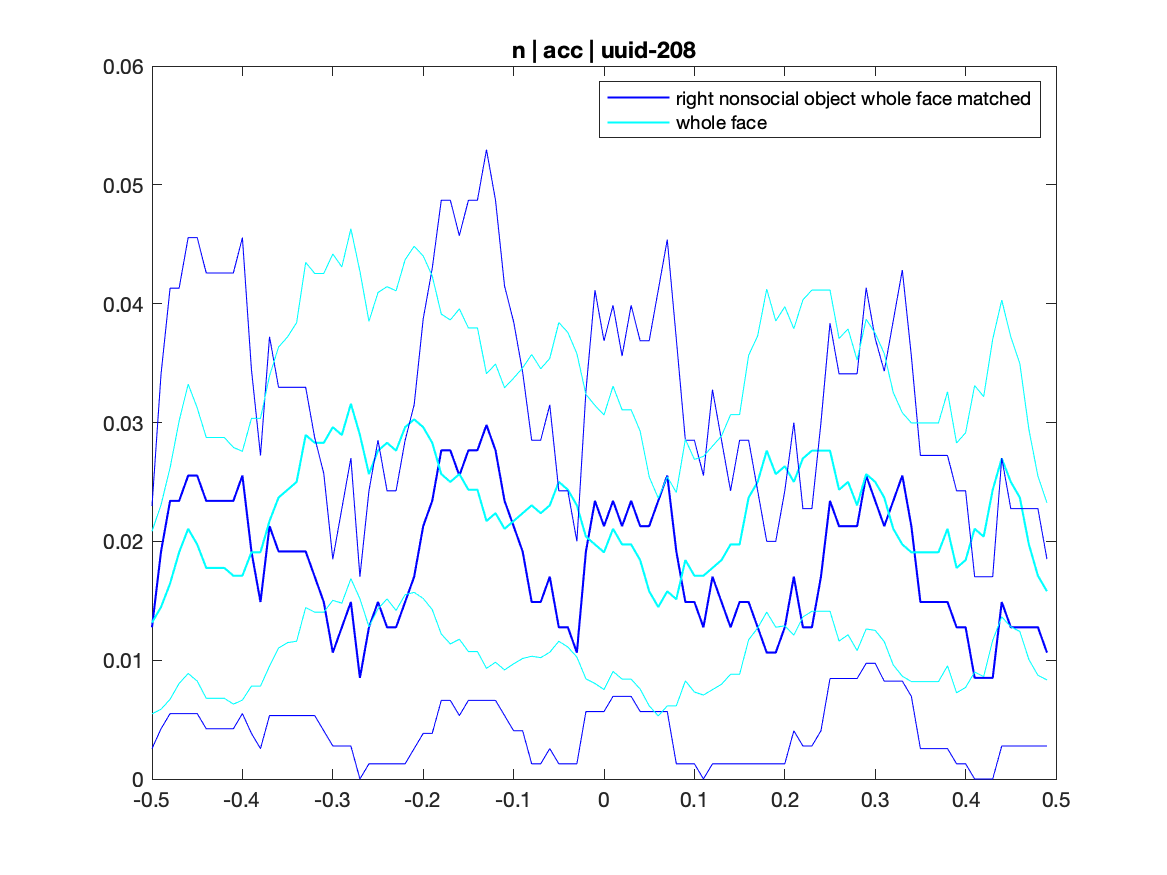 n | acc | uuid-208
0.06
right nonsocial object whole face matched
whole face
0.05
0.04
0.03
0.02
0.01
0
-0.5 -0.4 -0.3 -0.2 -0.1 0 0.1 0.2 0.3 0.4 0.5